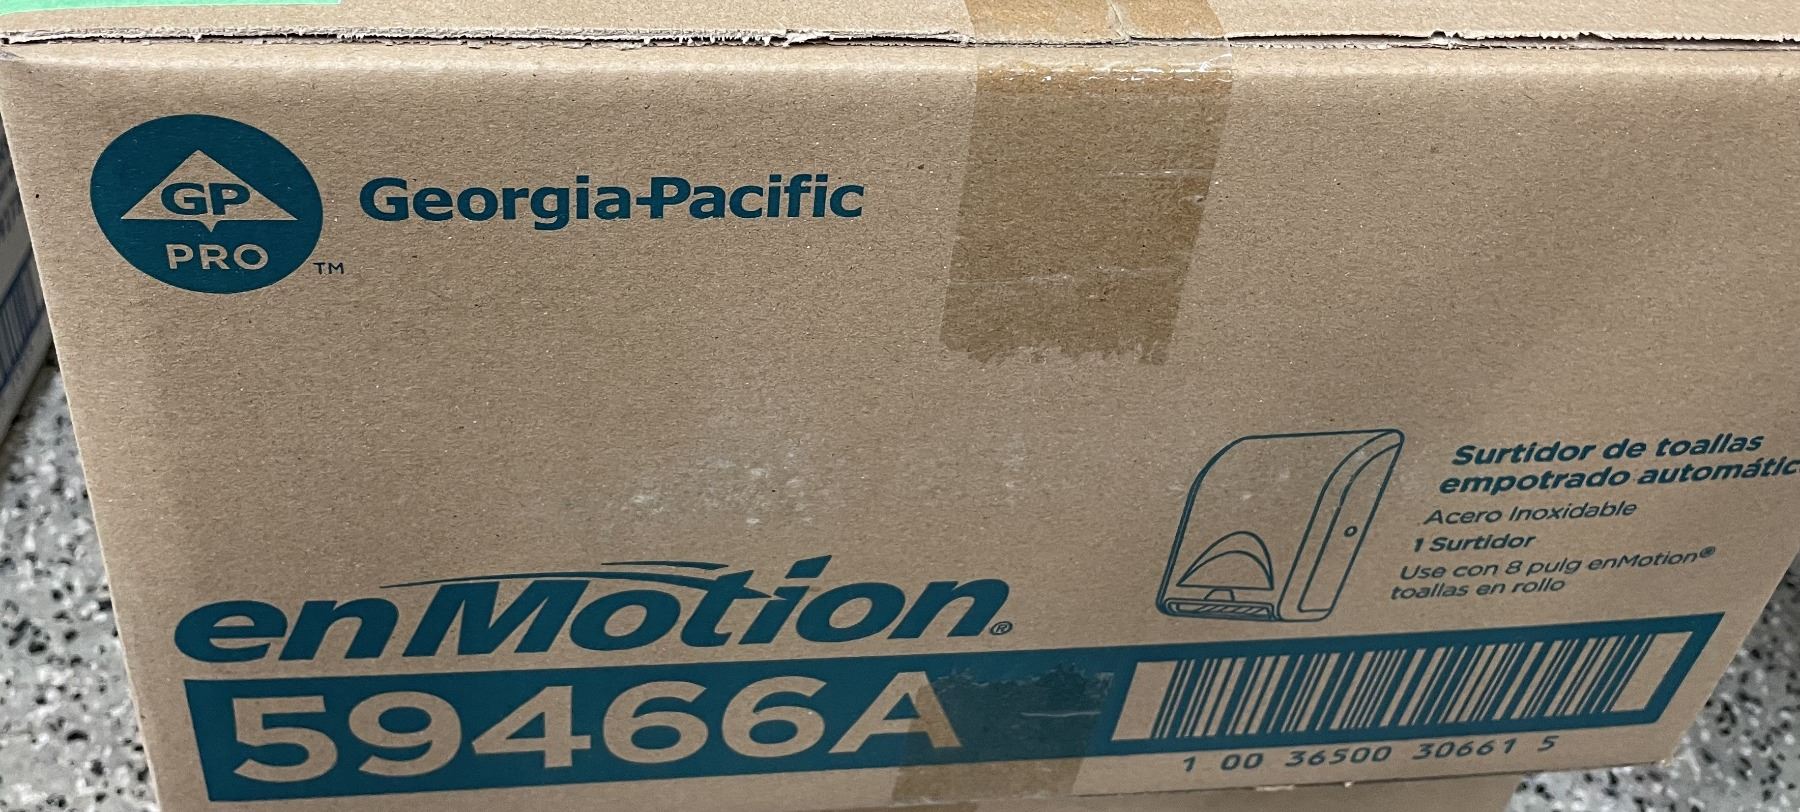 GP
PRO
TM
Georgia-Pacific
Surtidor de toallas
empotrado automátic
Acero Inoxidable
1 Surtidor
Use con 8 pulg enMotion®
toallas en rollo
enMotion®
59466A
1 00 36500 30661 5